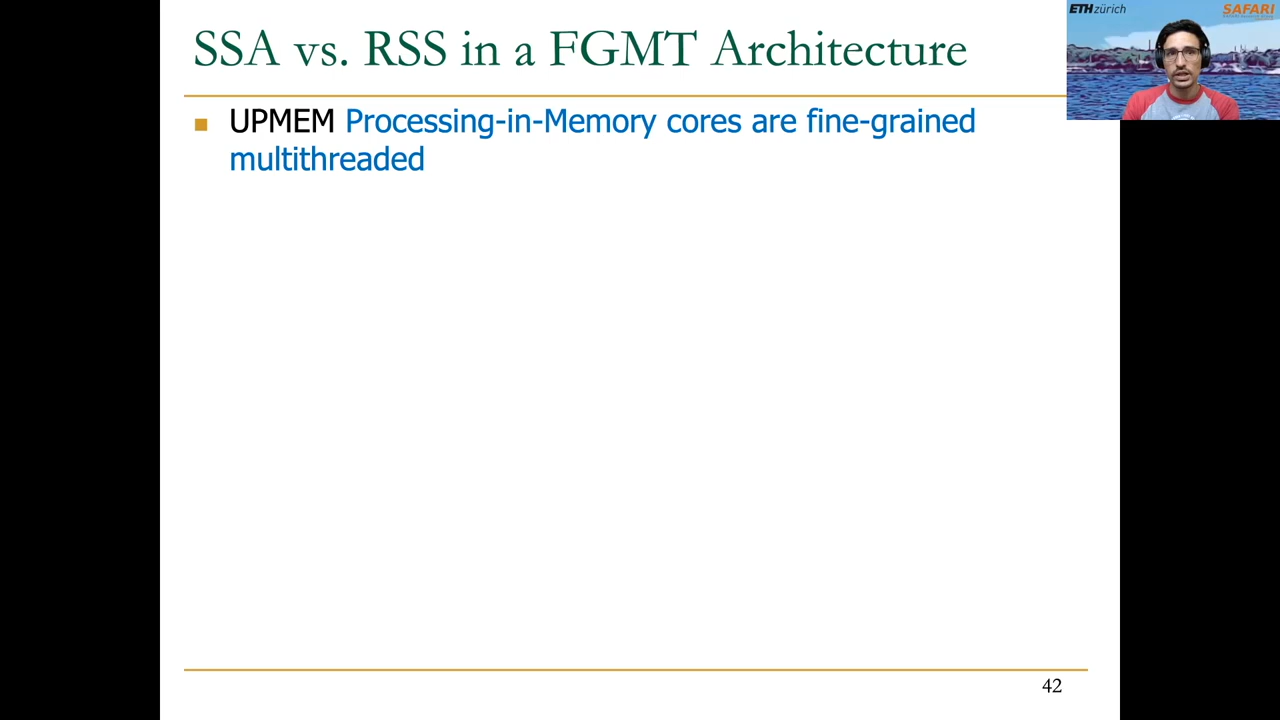 SSA vs. RSS in a FGMT Architecture
ETH zürich
SAFARI
UPMEM Processing-in-Memory cores are fine-grained
multithreaded
42